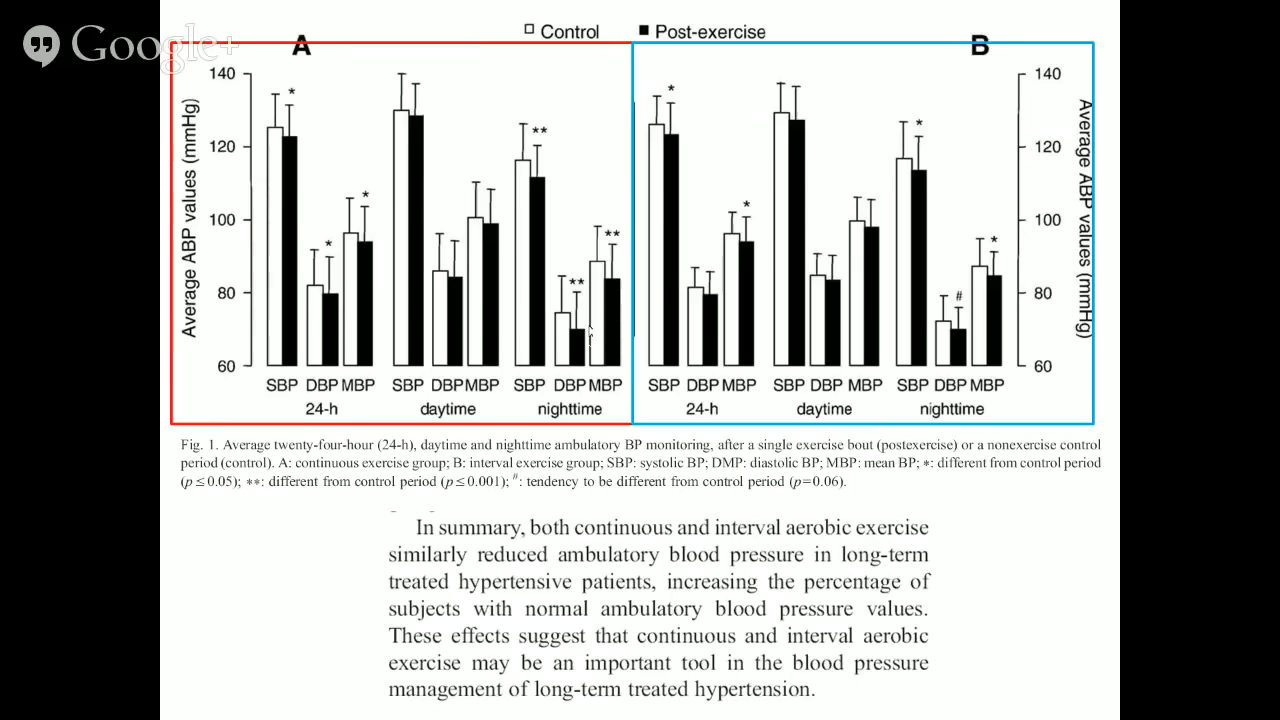 Google+
Control Post-exercise
A B
140 * ** * 140
120 * * 120
Average ABP values (mmHg)
100 * ** * * 100
80 ** # 80
60 60
SBP DBP MBP SBP DBP MBP SBP DBP MBP SBP DBP MBP SBP DBP MBP SBP DBP MBP
24-h daytime nighttime 24-h daytime nighttime
Average ABP values (mmHg)
Fig. 1. Average twenty-four-hour (24-h), daytime and nighttime ambulatory BP monitoring, after a single exercise bout (postexercise) or a nonexercise control
period (control). A: continuous exercise group; B: interval exercise group; SBP: systolic BP; DMP: diastolic BP; MBP: mean BP; *: different from control period
(p ≤ 0.05); **: different from control period (p ≤ 0.001); #: tendency to be different from control period (p=0.06).
In summary, both continuous and interval aerobic exercise
similarly reduced ambulatory blood pressure in long-term
treated hypertensive patients, increasing the percentage of
subjects with normal ambulatory blood pressure values.
These effects suggest that continuous and interval aerobic
exercise may be an important tool in the blood pressure
management of long-term treated hypertension.